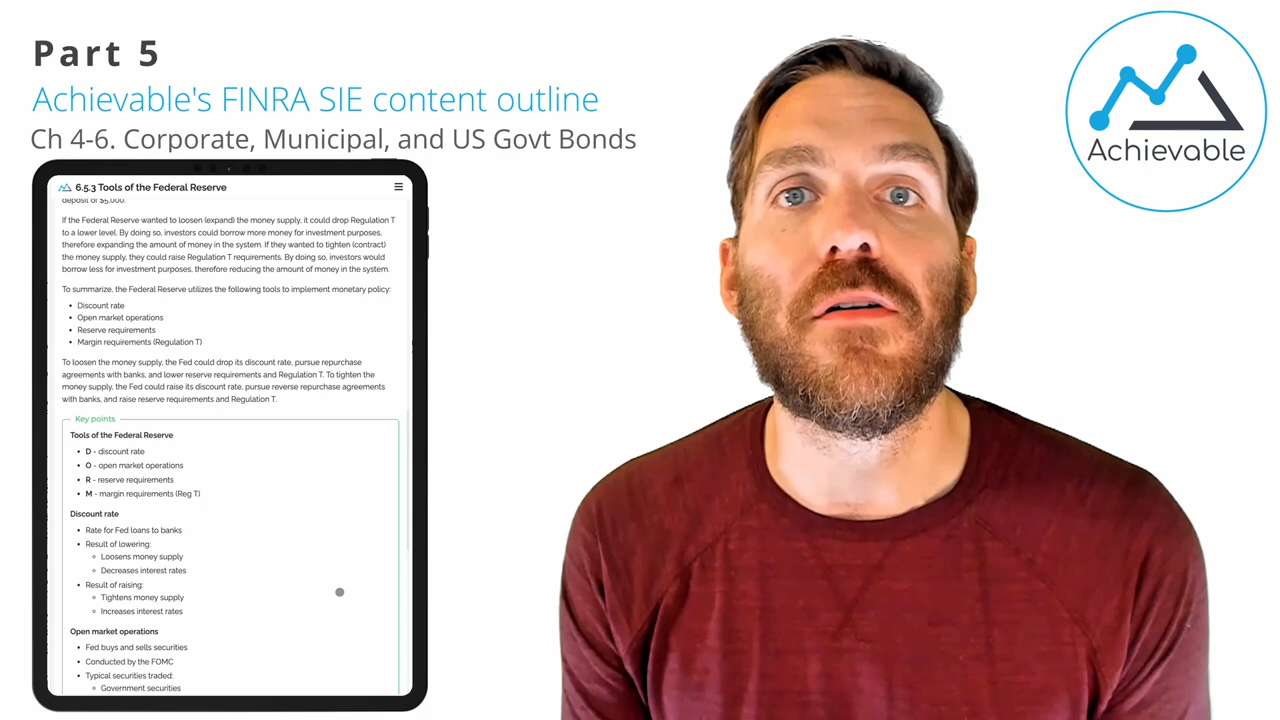 Part 5
Achievable's FINRA SIE content outline
Ch 4-6. Corporate, Municipal, and US Govt Bonds
Achievable
6.5.3 Tools of the Federal Reserve
deposit of $5,000.
If the Federal Reserve wanted to loosen (expand) the money supply, it could drop Regulation T
to a lower level. By doing so, investors could borrow more money for investment purposes,
therefore expanding the amount of money in the system. If they wanted to tighten (contract)
the money supply, they could raise Regulation T requirements. By doing so, investors would
borrow less for investment purposes, therefore reducing the amount of money in the system.
To summarize, the Federal Reserve utilizes the following tools to implement monetary policy:
• Discount rate
• Open market operations
• Reserve requirements
• Margin requirements (Regulation T)
To loosen the money supply, the Fed could drop its discount rate, pursue repurchase
agreements with banks, and lower reserve requirements and Regulation T. To tighten the
money supply, the Fed could raise its discount rate, pursue reverse repurchase agreements
with banks, and raise reserve requirements and Regulation T.
Key points
Tools of the Federal Reserve
• D - discount rate
• O - open market operations
• R - reserve requirements
• M - margin requirements (Reg T)
Discount rate
• Rate for Fed loans to banks
• Result of lowering:
◦ Loosens money supply
◦ Decreases interest rates
• Result of raising:
◦ Tightens money supply
◦ Increases interest rates
Open market operations
• Fed buys and sells securities
• Conducted by the FOMC
• Typical securities traded:
◦ Government securities